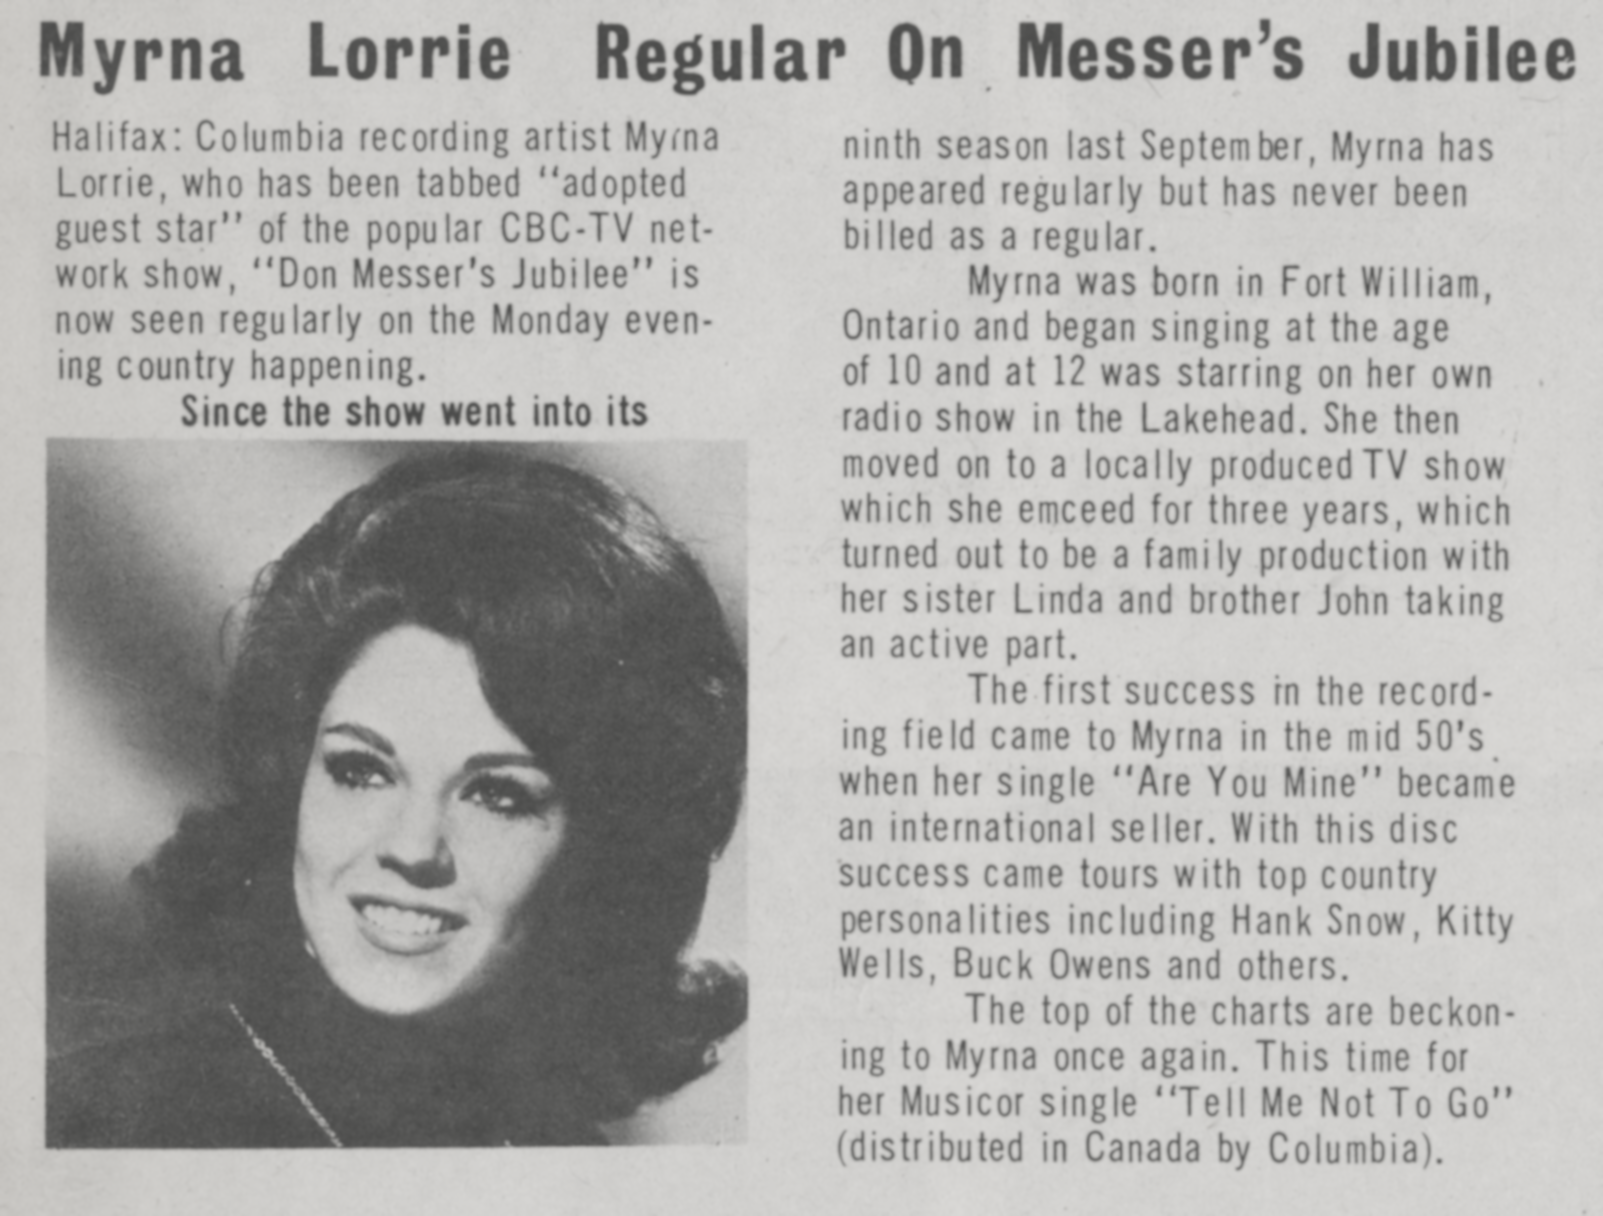 Myrna Lorrie Regular On Messer's Jubilee
Halifax: Columbia recording artist Myrna
Lorrie, who has been tabbed "adopted
guest star" of the popular CBC-TV net-
work show, "Don Messer's Jubilee" is
now seen regularly on the Monday even-
ing country happening.
Since the show went into its
ninth season last September, Myrna has
appeared regularly but has never been
billed as a regular.
Myrna was born in Fort William,
Ontario and began singing at the age
of 10 and at 12 was starring on her own
radio show in the Lakehead. She then
moved on to a locally produced TV show
which she emceed for three years, which
turned out to be a family production with
her sister Linda and brother John taking
an active part.
The first success in the record-
ing field came to Myrna in the mid 50's
when her single "Are You Mine" became
an international seller. With this disc
success came tours with top country
personalities including Hank Snow, Kitty
Wells, Buck Owens and others.
The top of the charts are beckon-
ing to Myrna once again. This time for
her Musicor single "Tell Me Not To Go"
(distributed in Canada by Columbia).